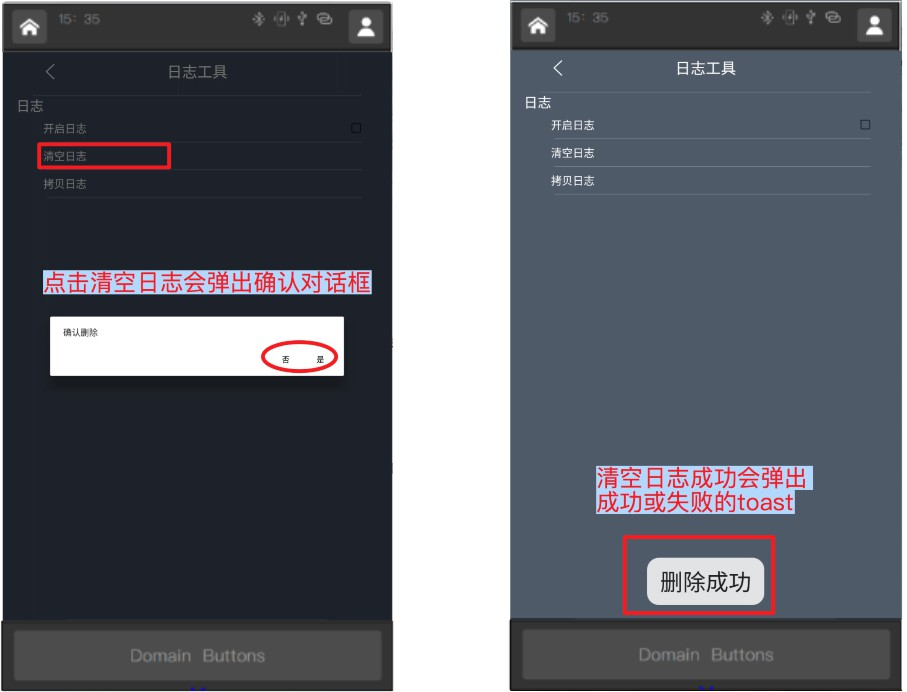 15: 35
日志工具
日志
开启日志
清空日志
拷贝日志
点击清空日志会弹出确认对话框
确认删除
否 是
Domain Buttons
15: 35
日志工具
日志
开启日志
清空日志
拷贝日志
清空日志成功会弹出
成功或失败的toast
删除成功
Domain Buttons